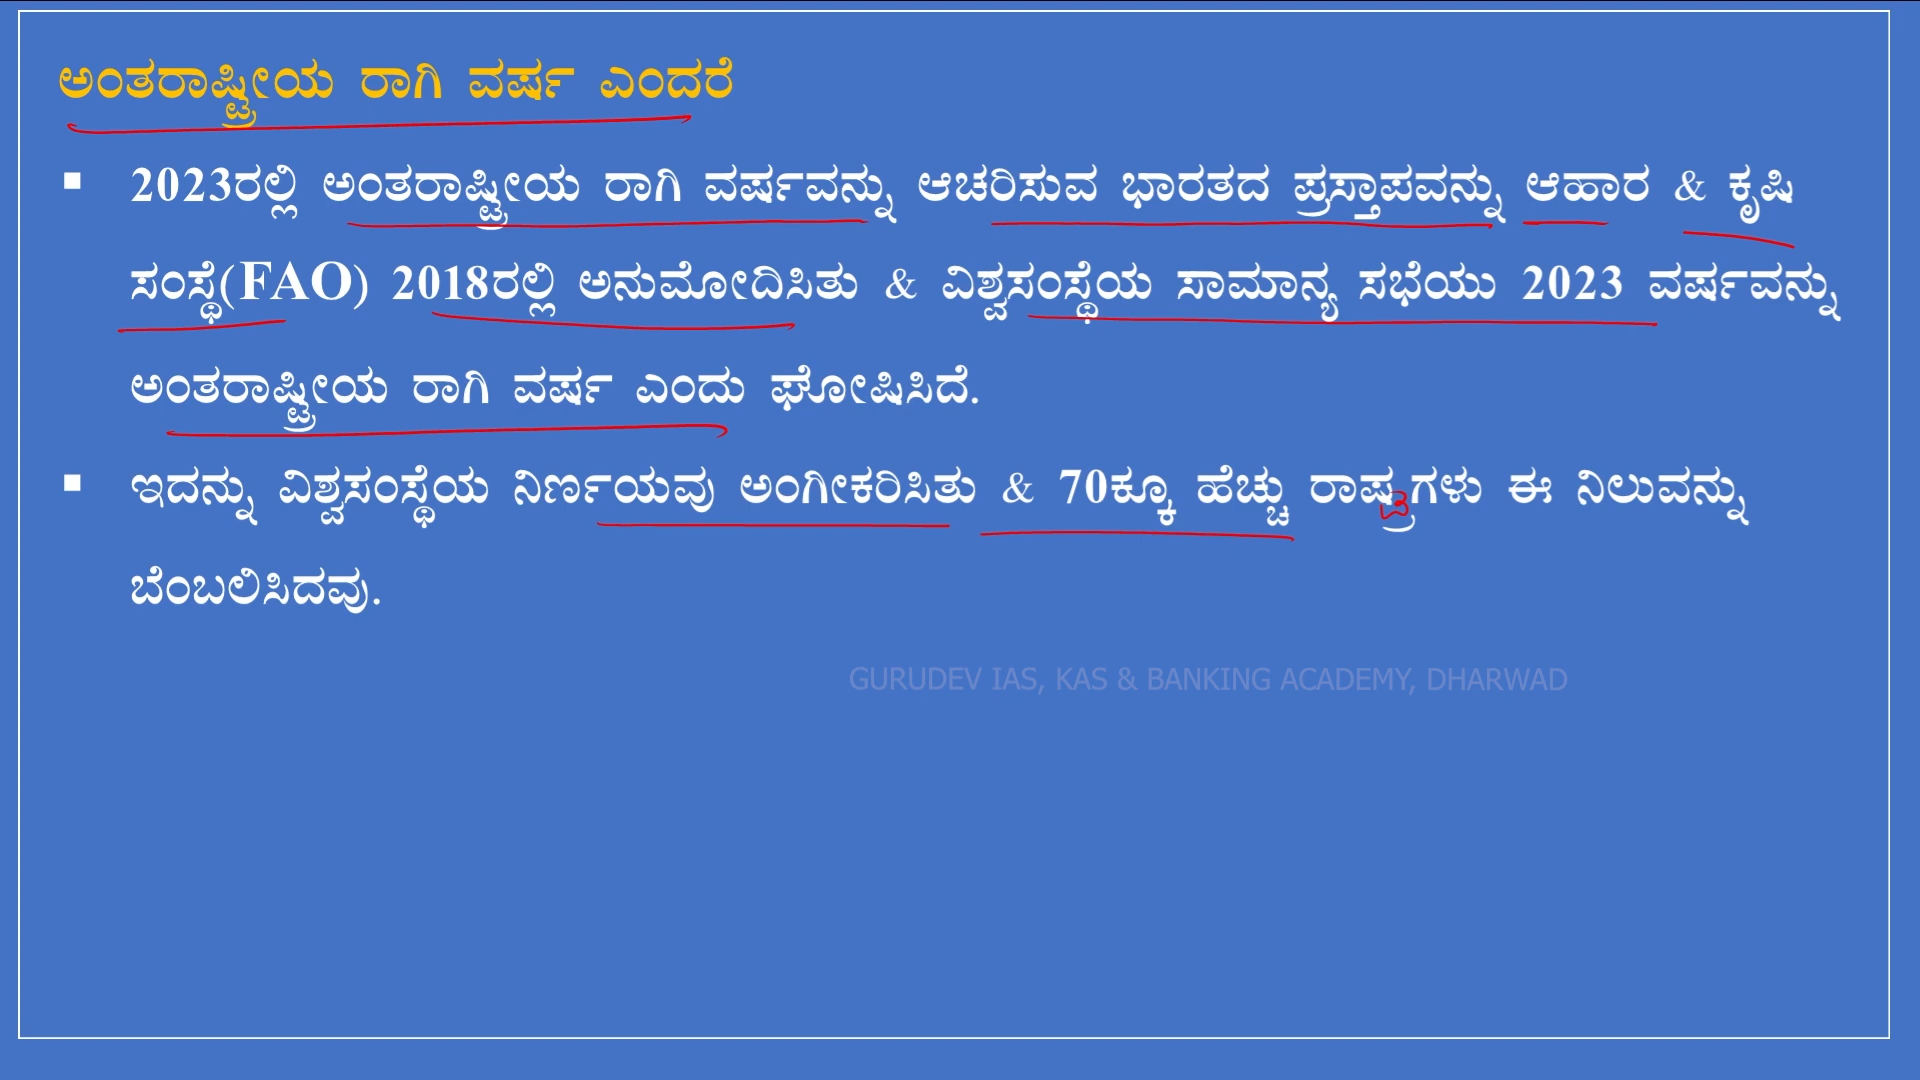 ಅಂತರಾಷ್ಟ್ರೀಯ ರಾಗಿ ವರ್ಷ ಎಂದರೆ
▪ 2023ರಲ್ಲಿ ಅಂತರಾಷ್ಟ್ರೀಯ ರಾಗಿ ವರ್ಷವನ್ನು ಆಚರಿಸುವ ಭಾರತದ ಪ್ರಸ್ತಾಪವನ್ನು ಆಹಾರ & ಕೃಷಿ
ಸಂಸ್ಥೆ(FAO) 2018ರಲ್ಲಿ ಅನುಮೋದಿಸಿತು & ವಿಶ್ವಸಂಸ್ಥೆಯ ಸಾಮಾನ್ಯ ಸಭೆಯು 2023 ವರ್ಷವನ್ನು
ಅಂತರಾಷ್ಟ್ರೀಯ ರಾಗಿ ವರ್ಷ ಎಂದು ಘೋಷಿಸಿದೆ.
▪ ಇದನ್ನು ವಿಶ್ವಸಂಸ್ಥೆಯ ನಿರ್ಣಯವು ಅಂಗೀಕರಿಸಿತು & 70ಕ್ಕೂ ಹೆಚ್ಚು ರಾಷ್ಟ್ರಗಳು ಈ ನಿಲುವನ್ನು
ಬೆಂಬಲಿಸಿದವು.
GURUDEV IAS, KAS & BANKING ACADEMY, DHARWAD